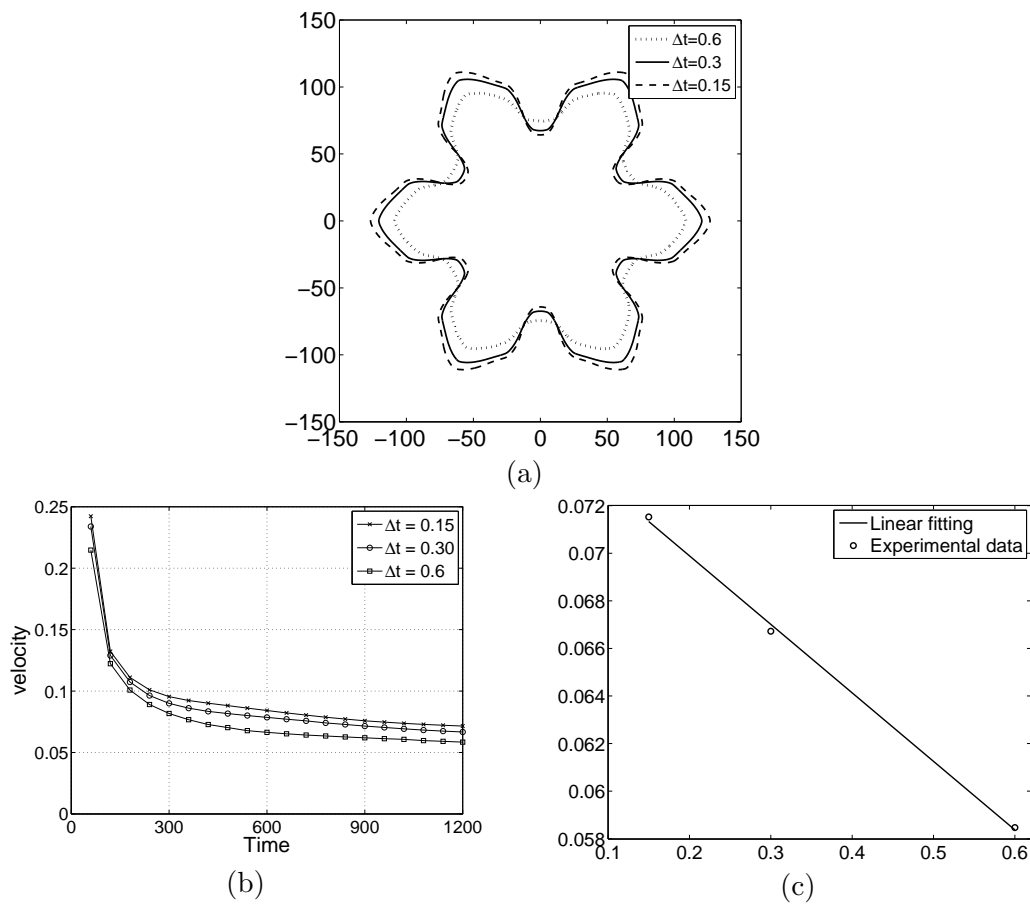 150
100
50
0
−50
−100
−150
−150 −100 −50 0 50 100 150
Δt=0.6
Δt=0.3
Δt=0.15
(a)
0.25
0.2
0.15
0.1
0.05
0
velocity
0 300 600 900 1200
Time
Δt = 0.15
Δt = 0.30
Δt = 0.6
(b)
0.072
0.07
0.068
0.066
0.064
0.062
0.06
0.058
0.1 0.2 0.3 0.4 0.5 0.6
Linear fitting
Experimental data
(c)